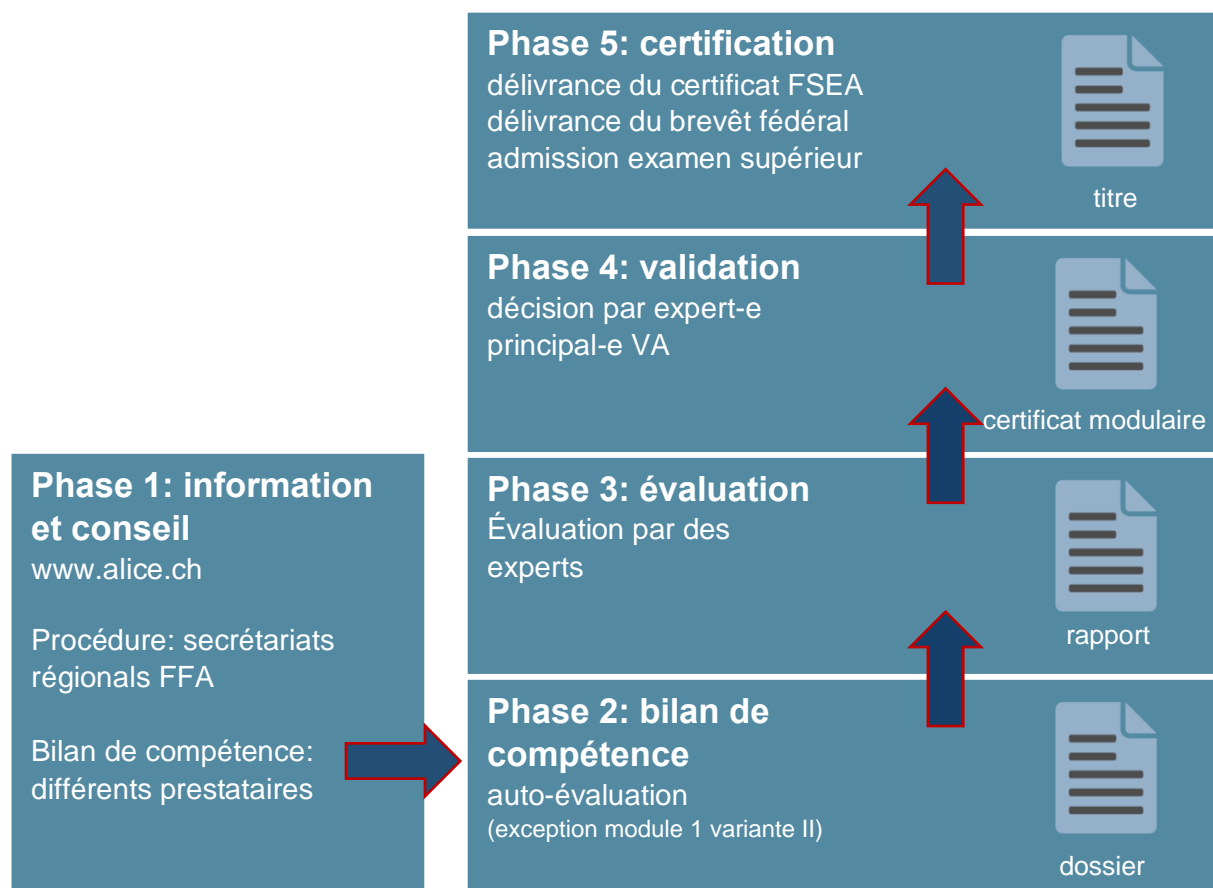 Phase 5: certification
délivrance du certificat FSEA
délivrance du brevêt fédéral
admission examen supérieur
titre
Phase 4: validation
décision par expert-e
principal-e VA
certificat modulaire
Phase 3: évaluation
Évaluation par des
experts
rapport
Phase 1: information
et conseil
www.alice.ch
Procédure: secrétariats
régionals FFA
Bilan de compétence:
différents prestataires
Phase 2: bilan de
compétence
auto-évaluation
(exception module 1 variante II)
dossier